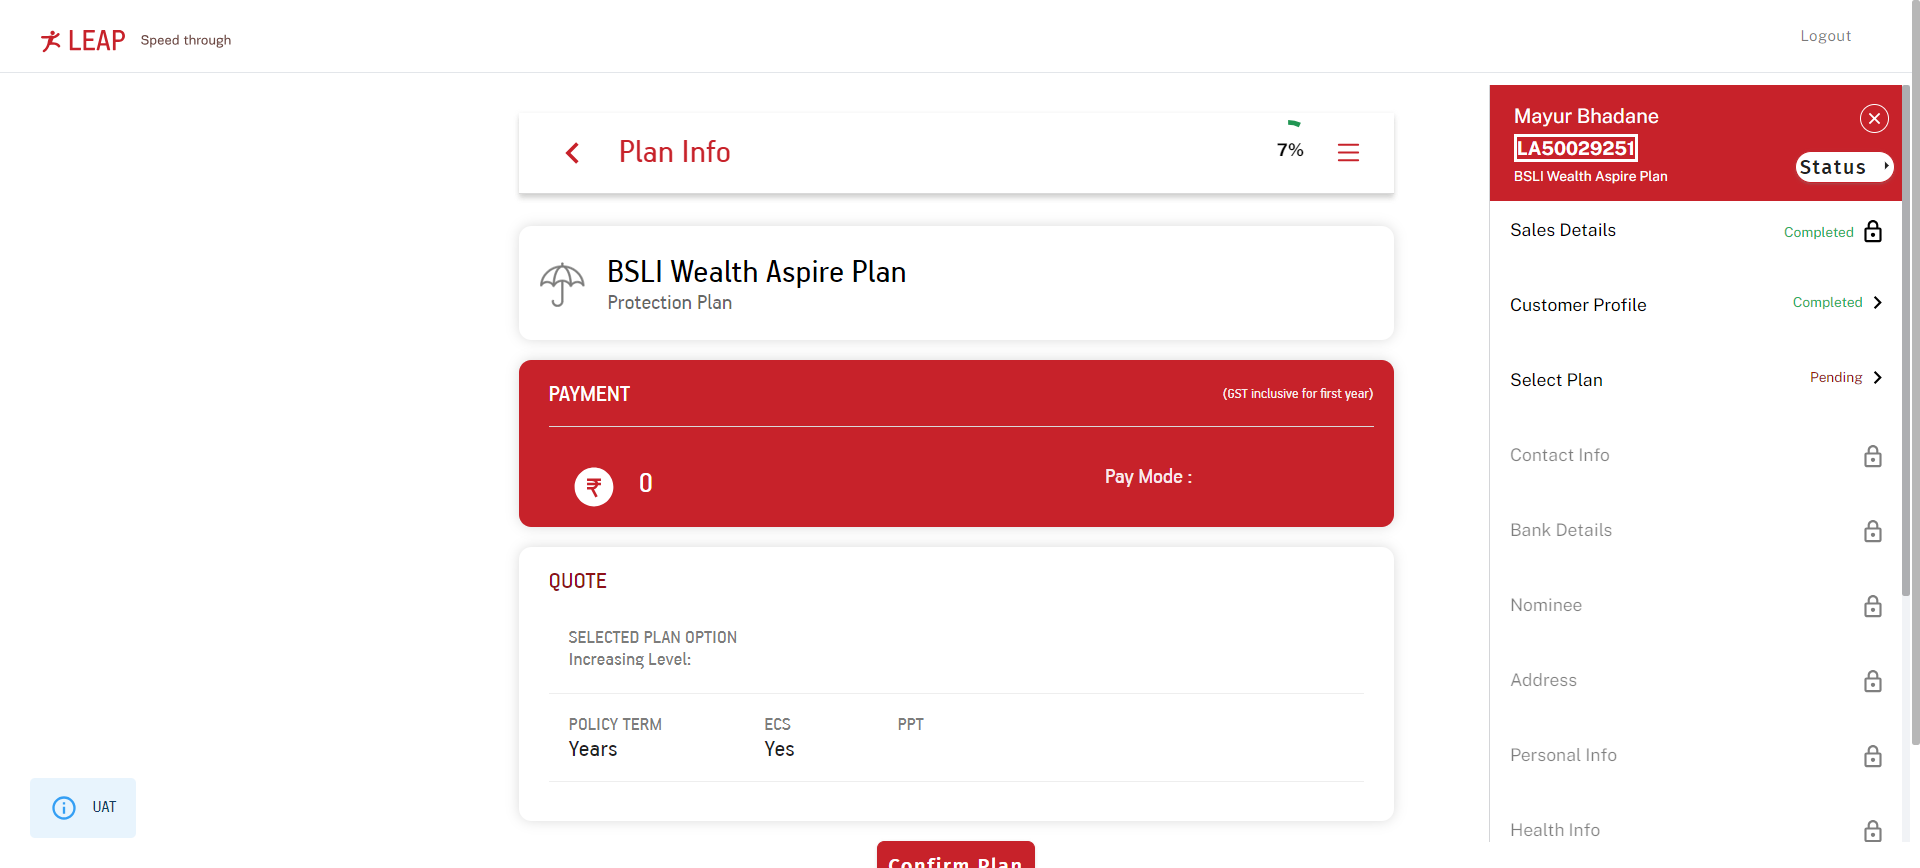 LEAP Speed through
Logout
Plan Info
7%
BSLI Wealth Aspire Plan
Protection Plan
PAYMENT
(GST inclusive for first year)
₹ 0
Pay Mode :
QUOTE
SELECTED PLAN OPTION
Increasing Level:
POLICY TERM ECS PPT
Years Yes
Confirm Plan
UAT
Mayur Bhadane
LA50029251
BSLI Wealth Aspire Plan
Status
Sales Details Completed
Customer Profile Completed
Select Plan Pending
Contact Info
Bank Details
Nominee
Address
Personal Info
Health Info